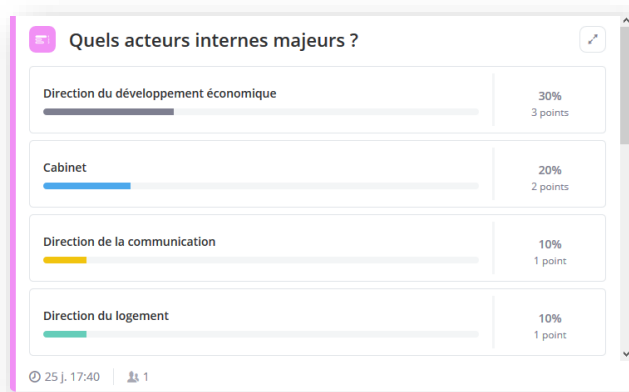 Quels acteurs internes majeurs ?
Direction du développement économique
30%
3 points
Cabinet
20%
2 points
Direction de la communication
10%
1 point
Direction du logement
10%
1 point
25 j. 17:40
1